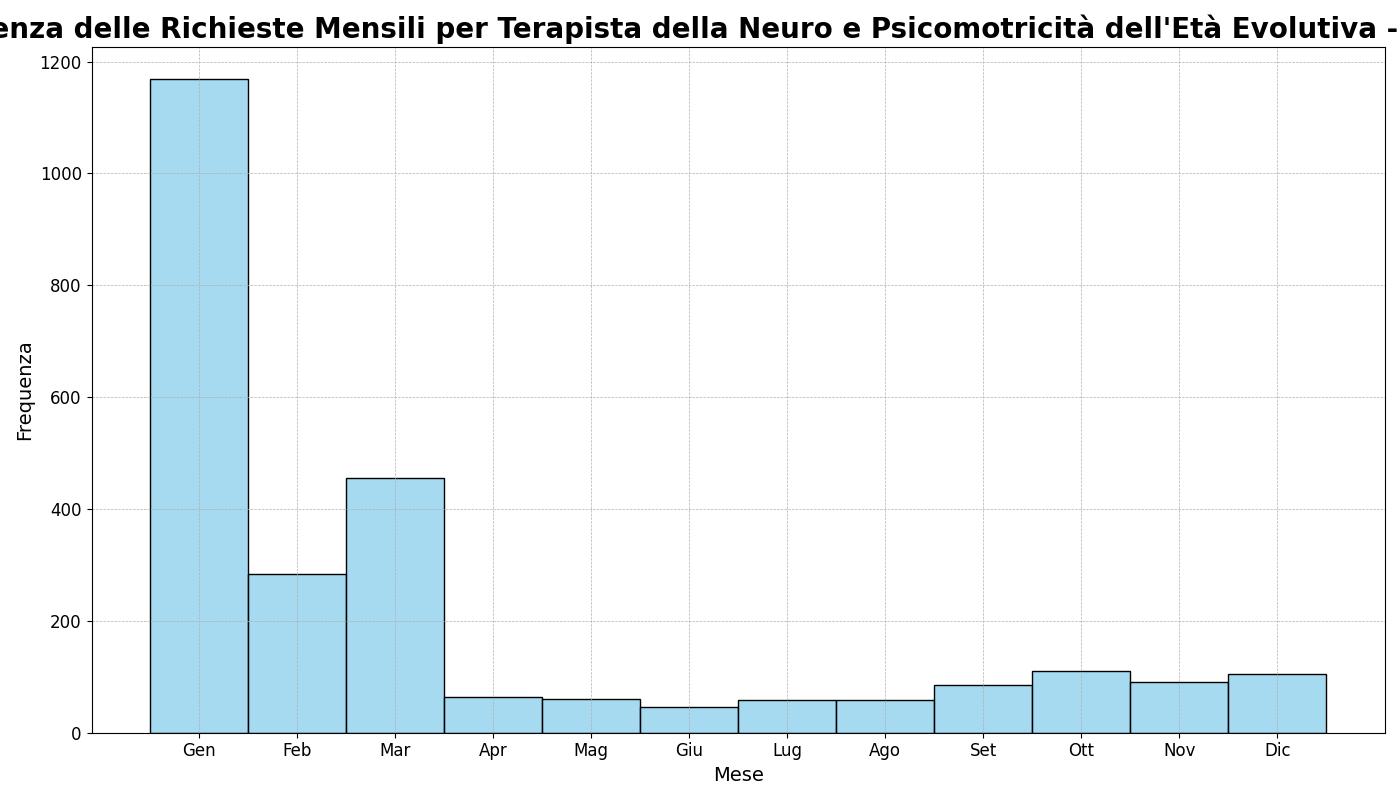 enza delle Richieste Mensili per Terapista della Neuro e Psicomotricità dell'Età Evolutiva -
1200
1000
800
600
400
200
0
Frequenza
Gen Feb Mar Apr Mag Giu Lug Ago Set Ott Nov Dic
Mese